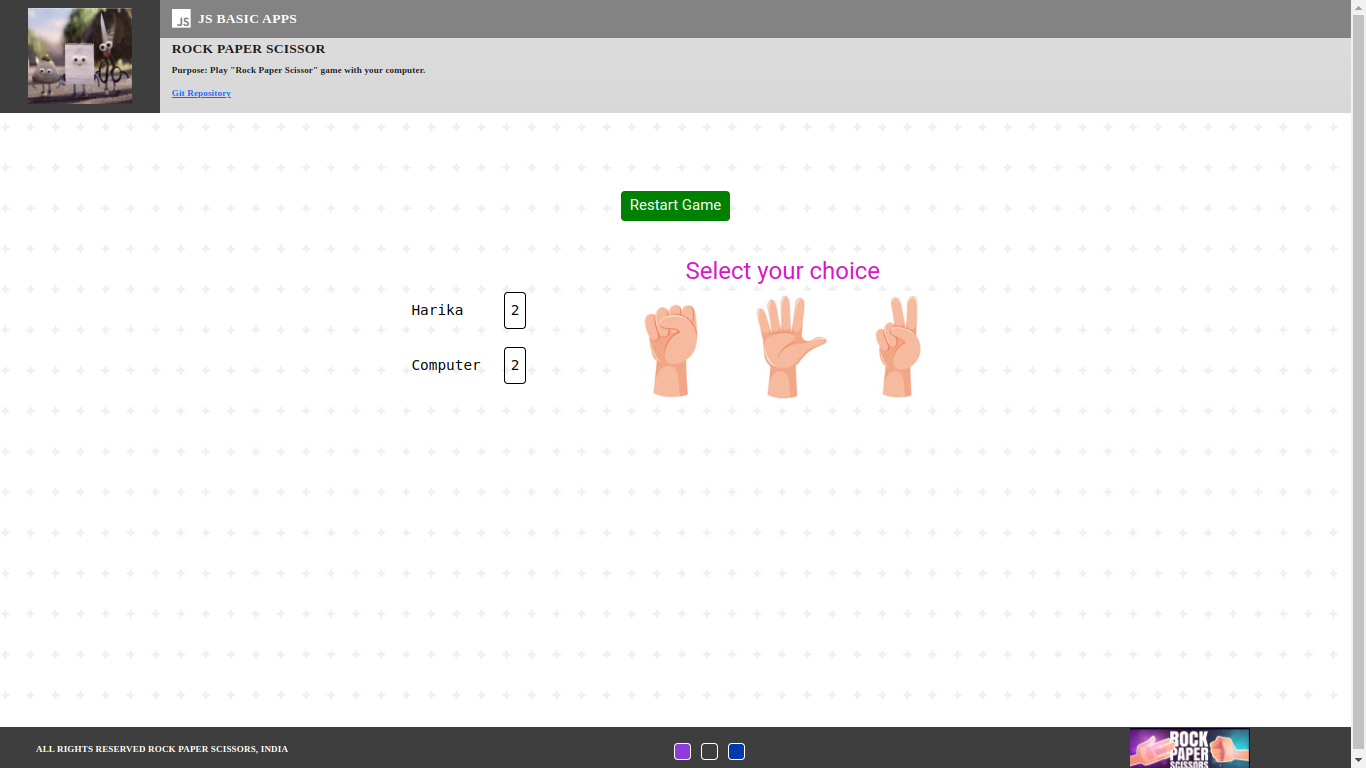 JS
JS BASIC APPS
ROCK PAPER SCISSOR
Purpose: Play "Rock Paper Scissor" game with your computer.
Git Repository
Restart Game
Select your choice
Harika 2
Computer 2
ALL RIGHTS RESERVED ROCK PAPER SCISSORS, INDIA
ROCK
PAPER
SCISSORS